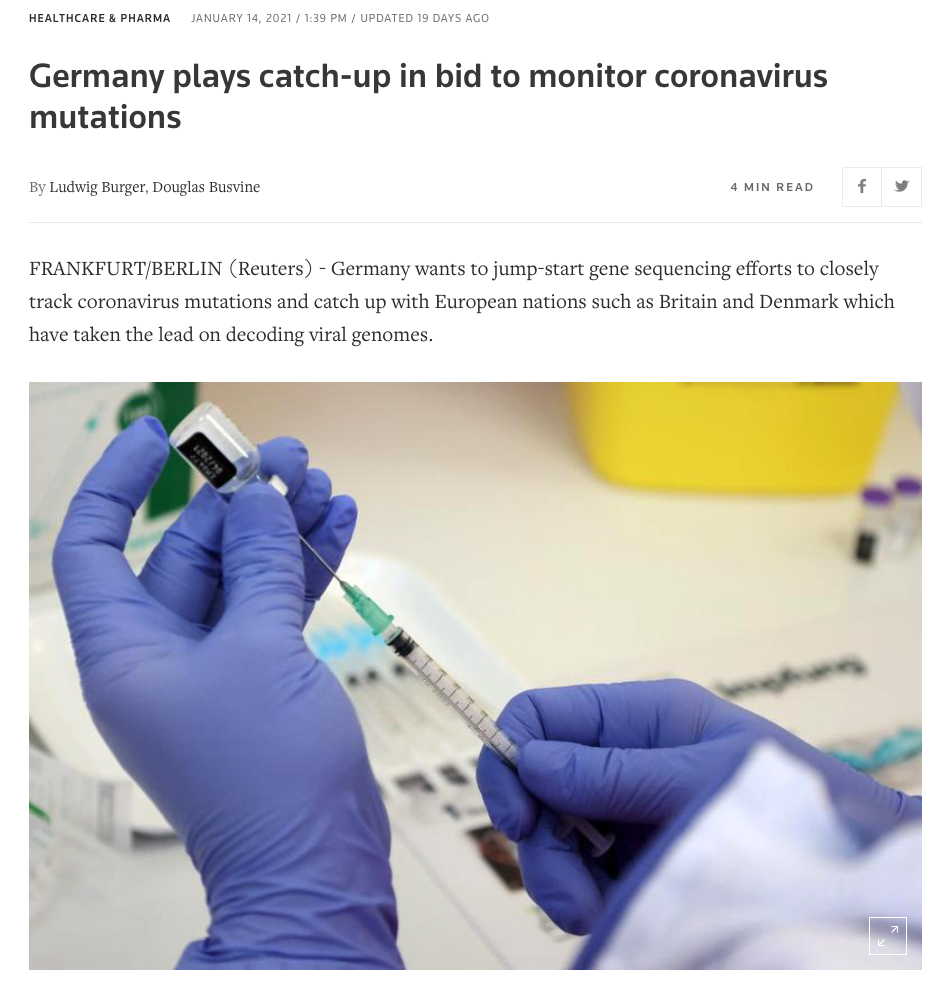 HEALTHCARE & PHARMA JANUARY 14, 2021 / 1:39 PM / UPDATED 19 DAYS AGO
Germany plays catch-up in bid to monitor coronavirus
mutations
By Ludwig Burger, Douglas Busvine
4 MIN READ
FRANKFURT/BERLIN (Reuters) - Germany wants to jump-start gene sequencing efforts to closely
track coronavirus mutations and catch up with European nations such as Britain and Denmark which
have taken the lead on decoding viral genomes.
04/2021